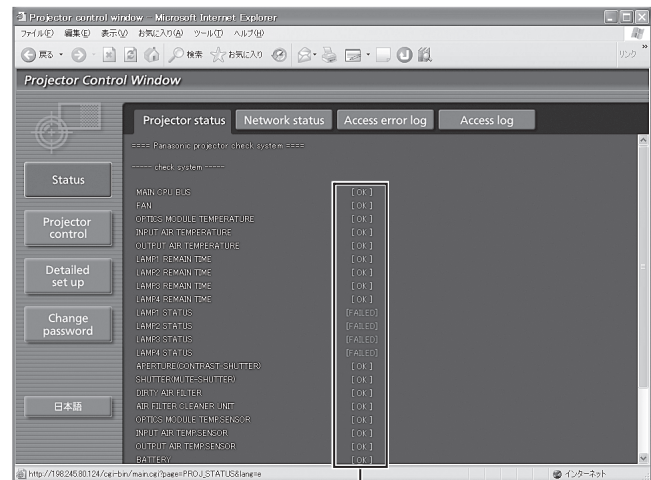 Projector control window - Microsoft Internet Explorer
ファイル(F) 編集(E) 表示(V) お気に入り(A) ツール(T) ヘルプ(H)
戻る 検索 お気に入り リンク »
Projector Control Window
Projector status Network status Access error log Access log
==== Panasonic projector check system ====
----- check system -----
Status
MAIN CPU BUS [ OK ]
FAN [ OK ]
OPTICS MODULE TEMPERATURE [ OK ]
Projector control
INPUT AIR TEMPERATURE [ OK ]
OUTPUT AIR TEMPERATURE [ OK ]
LAMP1 REMAIN TIME [ OK ]
LAMP2 REMAIN TIME [ OK ]
Detailed set up
LAMP3 REMAIN TIME [ OK ]
LAMP4 REMAIN TIME [ OK ]
LAMP1 STATUS [FAILED]
Change password
LAMP2 STATUS [FAILED]
LAMP3 STATUS [FAILED]
LAMP4 STATUS [FAILED]
APERTURE(CONTRAST-SHUTTER) [ OK ]
SHUTTER(MUTE-SHUTTER) [ OK ]
DIRTY AIR FILTER [ OK ]
日本語
AIR FILTER CLEANER UNIT [ OK ]
OPTICS MODULE TEMP.SENSOR [ OK ]
INPUT AIR TEMP.SENSOR [ OK ]
OUTPUT AIR TEMP.SENSOR [ OK ]
BATTERY [ OK ]
http://198.245.80.124/cgi-bin/main.cgi?page=PROJ_STATUS&lang=e インターネット